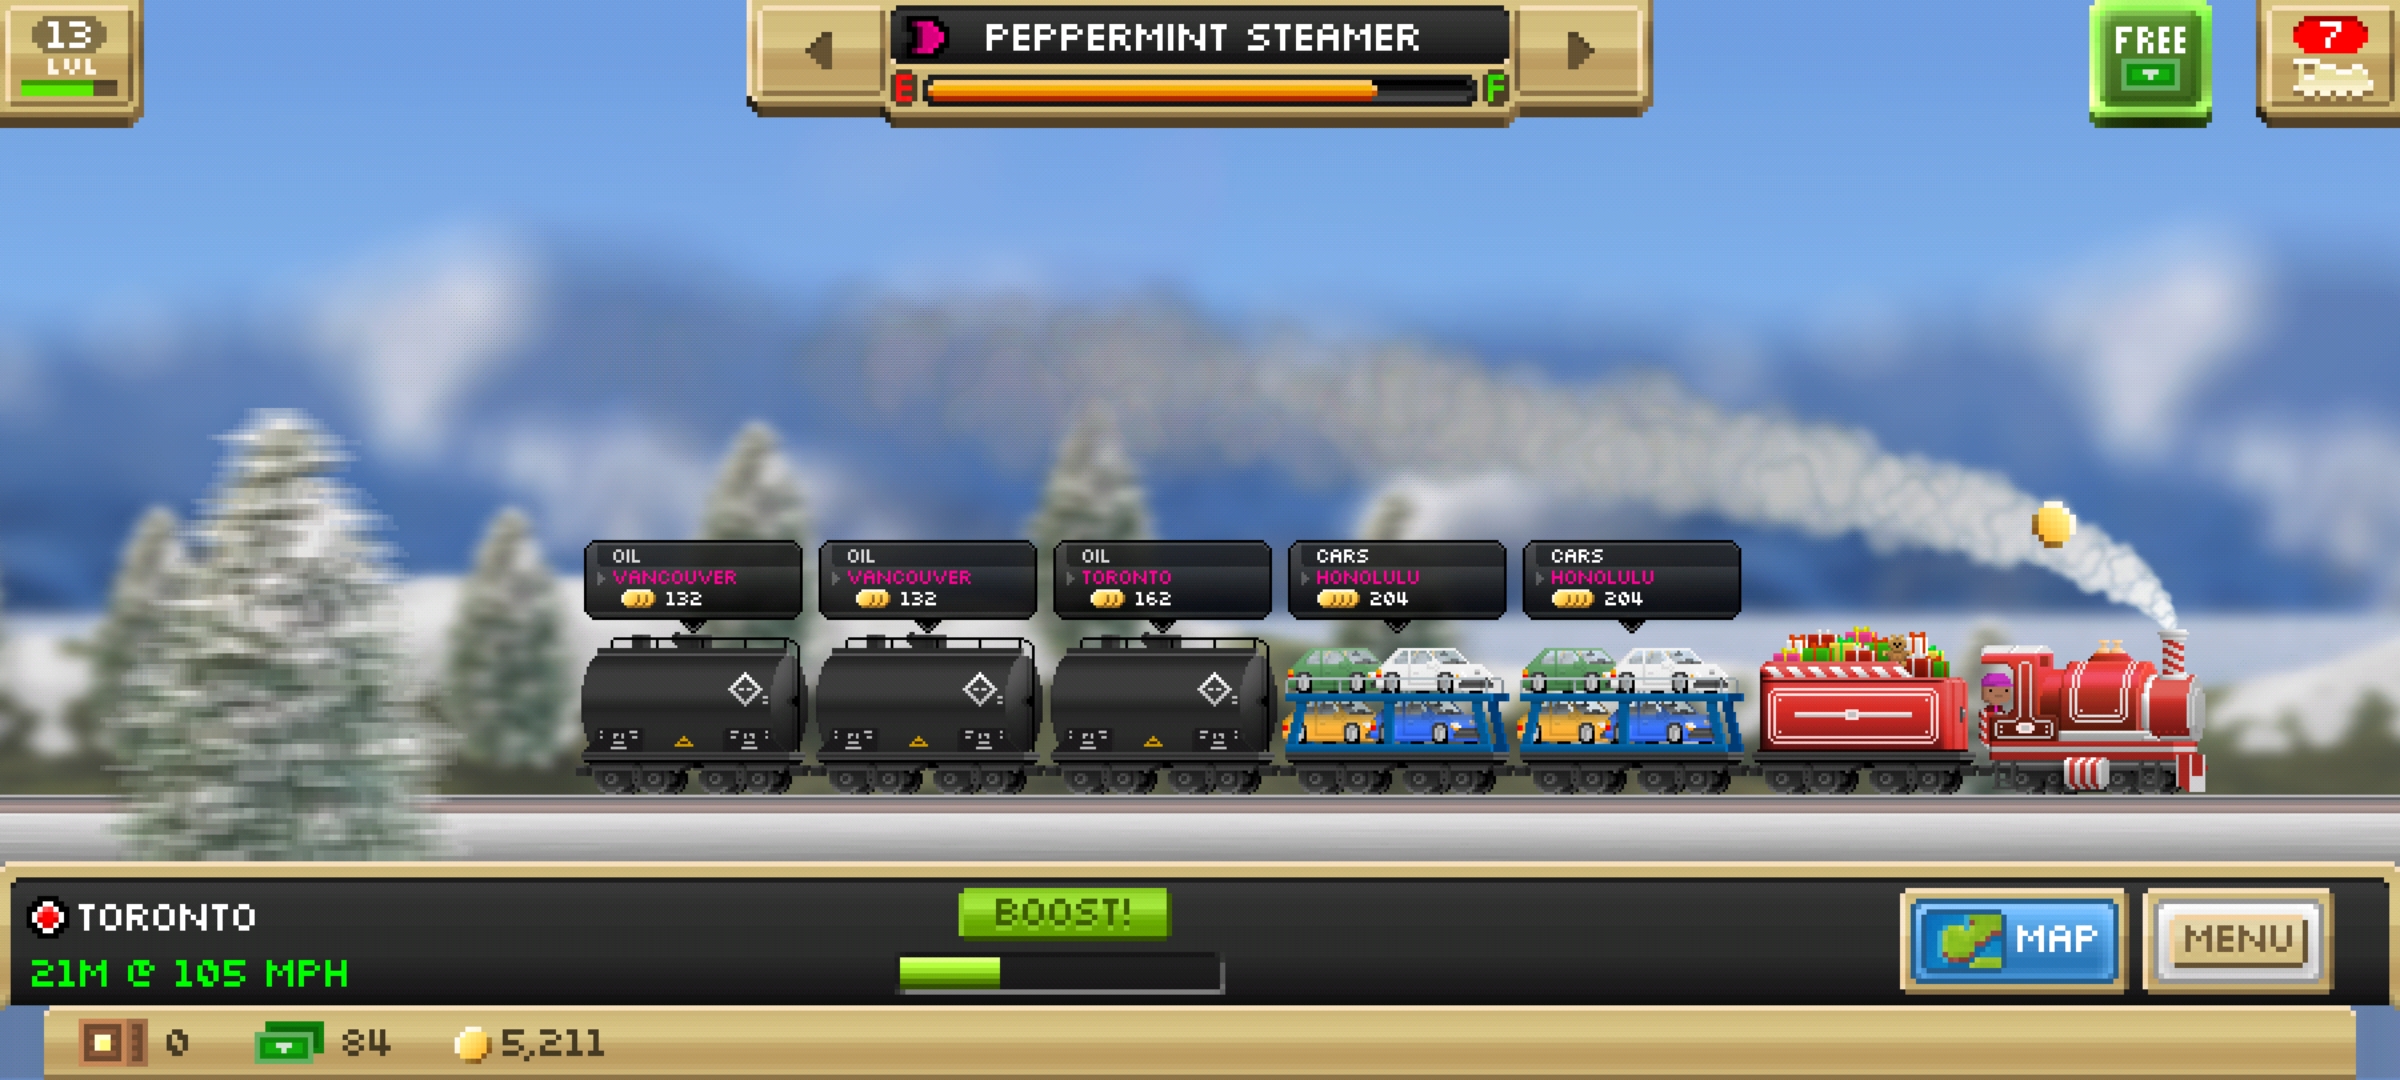 13
LVL
PEPPERMINT STEAMER
E F
FREE
7
OIL
VANCOUVER
132
OIL
VANCOUVER
132
OIL
TORONTO
162
CARS
HONOLULU
204
CARS
HONOLULU
204
TORONTO
21M @ 105 MPH
BOOST!
MAP
MENU
0
84
5,211